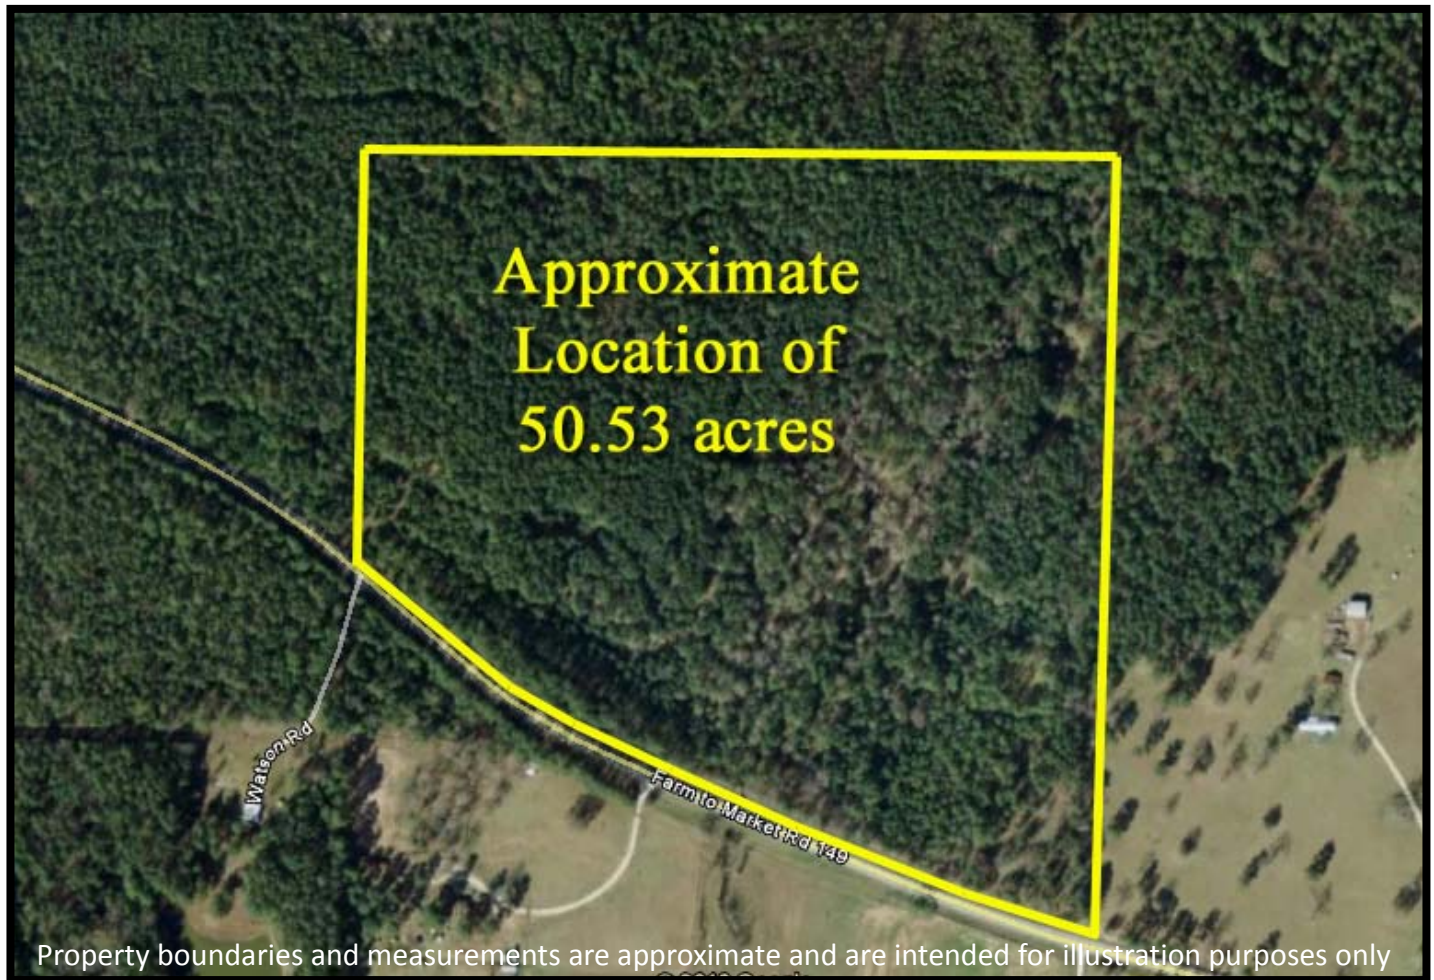 Approximate
Location of
50.53 acres
Watson Rd
Farm to Market Rd 149
Property boundaries and measurements are approximate and are intended for illustration purposes only